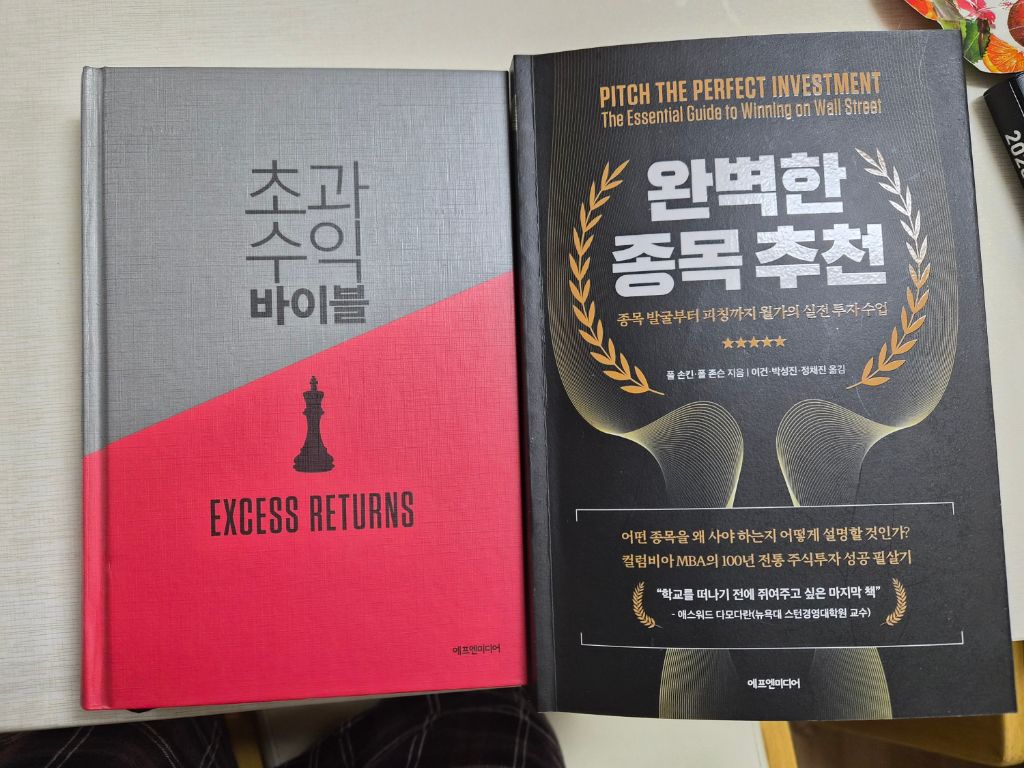 초과
수익
바이블
EXCESS RETURNS
에프엔미디어
PITCH THE PERFECT INVESTMENT
The Essential Guide to Winning on Wall Street
완벽한
종목 추천
종목 발굴부터 피칭까지 월가의 실전 투자 수업
폴 손킨·폴 존슨 지음 | 이건·박성진·정채진 옮김
어떤 종목을 왜 사야 하는지 어떻게 설명할 것인가?
컬럼비아 MBA의 100년 전통 주식투자 성공 필살기
“학교를 떠나기 전에 쥐여주고 싶은 마지막 책”
- 애스워드 다모다란(뉴욕대 스턴경영대학원 교수)
에프엔미디어